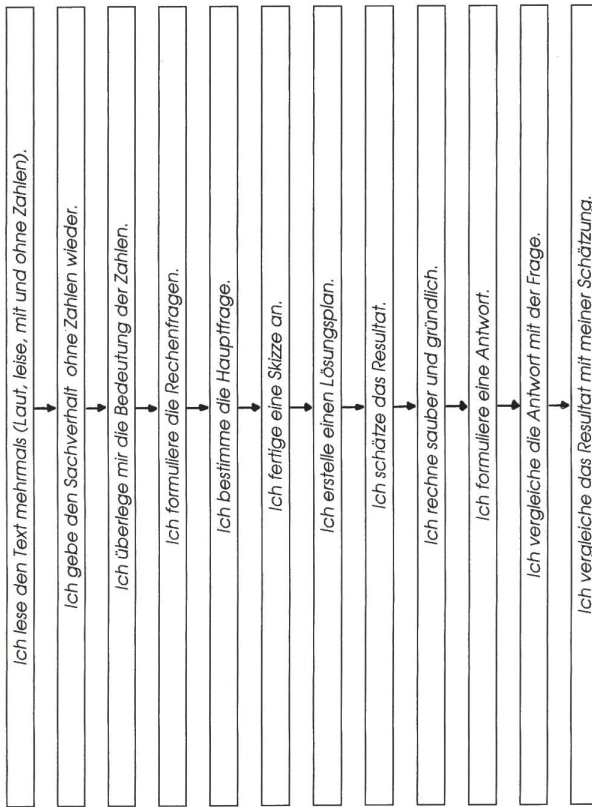 Ich lese den Text mehrmals (Laut, leise, mit und ohne Zahlen).
Ich gebe den Sachverhalt ohne Zahlen wieder.
Ich überlege mir die Bedeutung der Zahlen.
Ich formuliere die Rechenfragen.
Ich bestimme die Hauptfrage.
Ich fertige eine Skizze an.
Ich erstelle einen Lösungsplan.
Ich schätze das Resultat.
Ich rechne sauber und gründlich.
Ich formuliere eine Antwort.
Ich vergleiche die Antwort mit der Frage.
Ich vergleiche das Resultat mit meiner Schätzung.